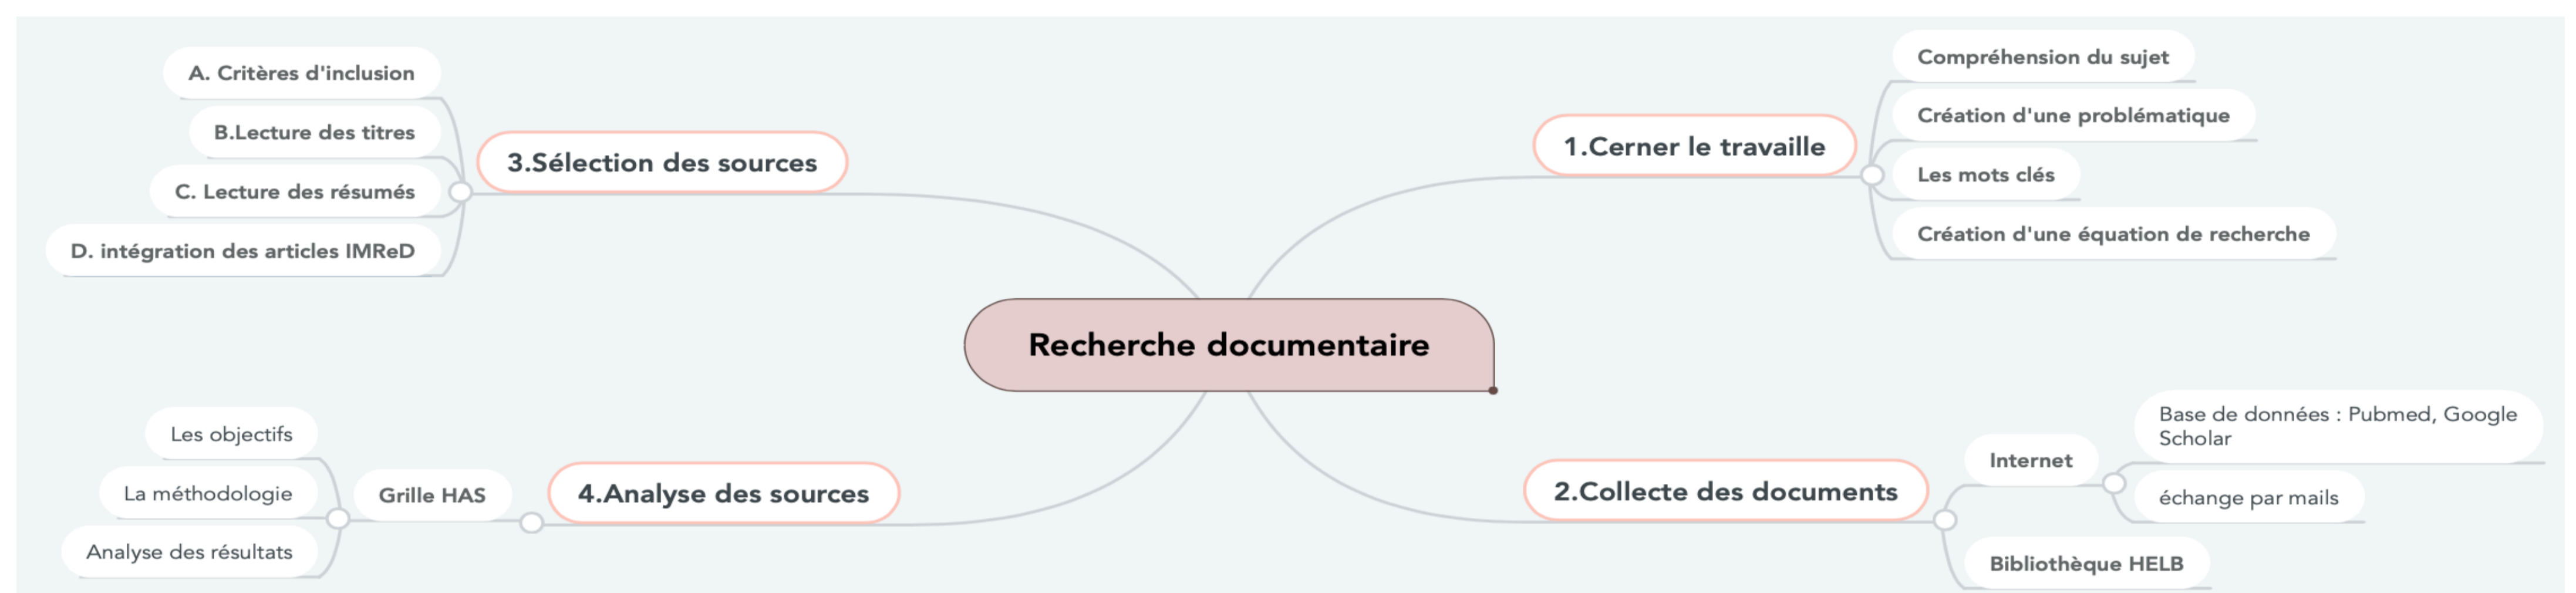 Recherche documentaire
1.Cerner le travaille
Compréhension du sujet
Création d'une problématique
Les mots clés
Création d'une équation de recherche
2.Collecte des documents
Internet
Base de données : Pubmed, Google
Scholar
échange par mails
Bibliothèque HELB
3.Sélection des sources
A. Critères d'inclusion
B.Lecture des titres
C. Lecture des résumés
D. intégration des articles IMReD
4.Analyse des sources
Grille HAS
Les objectifs
La méthodologie
Analyse des résultats